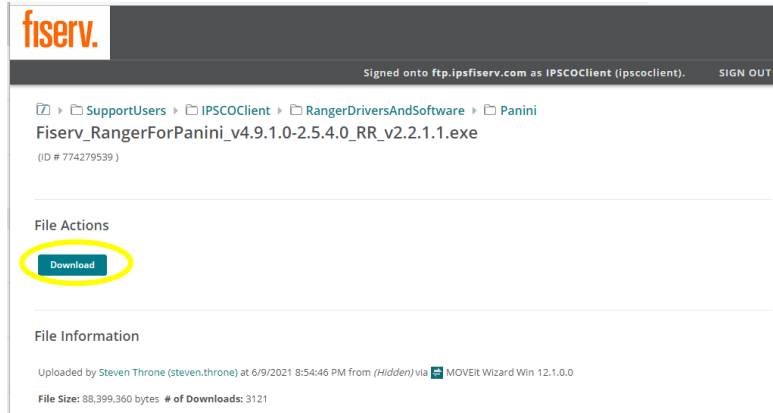 fiserv.
Signed onto ftp.ipsfiserv.com as IPSCOClient (ipscoclient). SIGN OUT
/ SupportUsers IPSCOClient RangerDriversAndSoftware Panini
Fiserv_RangerForPanini_v4.9.1.0-2.5.4.0_RR_v2.2.1.1.exe
(ID # 774279539 )
File Actions
Download
File Information
Uploaded by Steven Throne (steven.throne) at 6/9/2021 8:54:46 PM from (Hidden) via MOVEit Wizard Win 12.1.0.0
File Size: 88,399,360 bytes # of Downloads: 3121